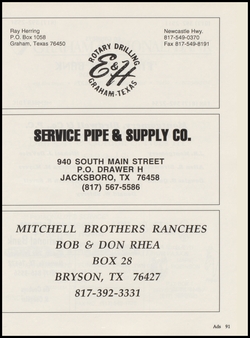 Ray Herring
P.O. Box 1058
Graham, Texas 76450
Newcastle Hwy.
817-549-0370
Fax 817-549-8191
ROTARY DRILLING
E&H
GRAHAM-TEXAS
SERVICE PIPE & SUPPLY CO.
940 SOUTH MAIN STREET
P.O. DRAWER H
JACKSBORO, TX 76458
(817) 567-5586
MITCHELL BROTHERS RANCHES
BOB & DON RHEA
BOX 28
BRYSON, TX 76427
817-392-3331
Ads 91